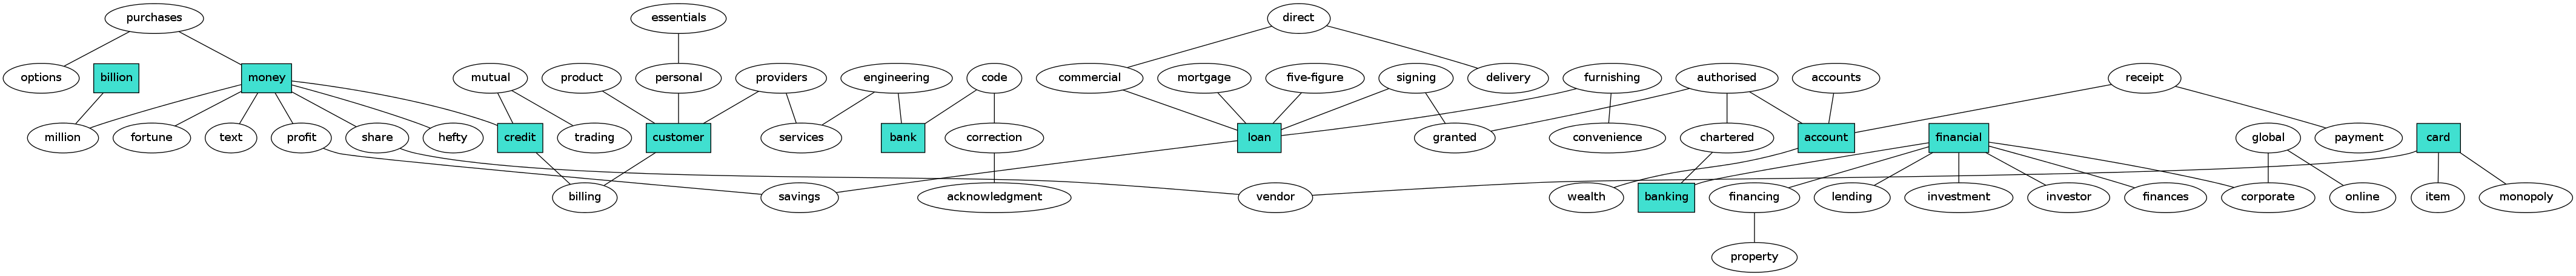 purchases essentials direct
options billion money mutual product personal providers engineering code commercial mortgage five-figure signing delivery furnishing authorised accounts receipt
million fortune text profit share hefty credit trading customer services bank correction loan granted convenience chartered account financial global payment card
billing savings acknowledgment vendor wealth banking financing lending investment investor finances corporate online item monopoly
property